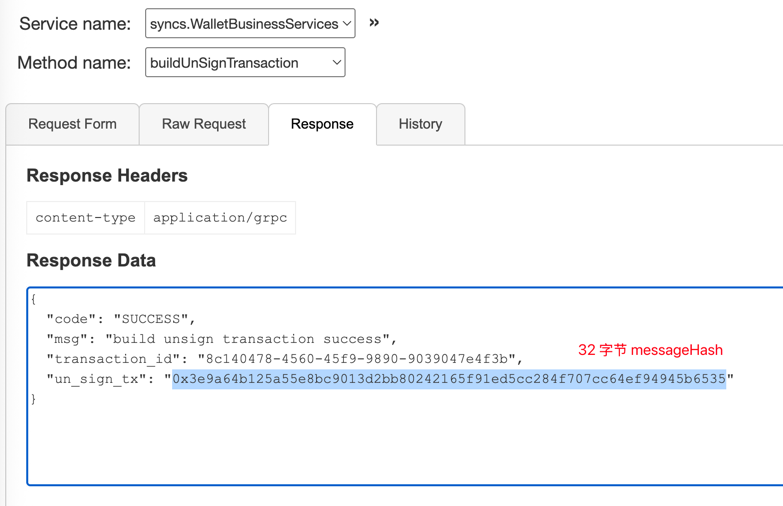 Service name: syncs.WalletBusinessServices »
Method name: buildUnSignTransaction
Request Form Raw Request Response History
Response Headers
content-type application/grpc
Response Data
{
"code": "SUCCESS",
"msg": "build unsign transaction success",
32 字节 messageHash
"transaction_id": "8c140478-4560-45f9-9890-9039047e4f3b",
"un_sign_tx": "0x3e9a64b125a55e8bc9013d2bb80242165f91ed5cc284f707cc64ef94945b6535"
}